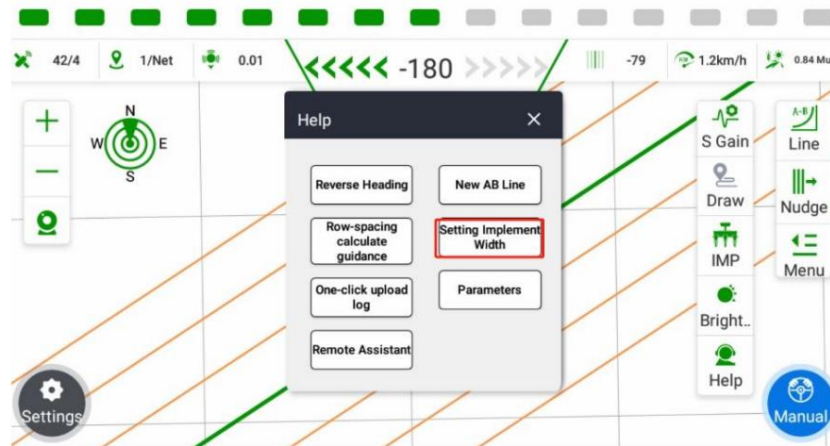 42/4
1/Net
0.01
-180
-79
1.2km/h
0.84 Mu
N
W
E
S
Help
Reverse Heading
New AB Line
Row-spacing
calculate
guidance
Setting Implement
Width
One-click upload
log
Parameters
Remote Assistant
S Gain
Draw
IMP
Bright..
Help
A-B
Line
Nudge
Menu
Settings
Manual